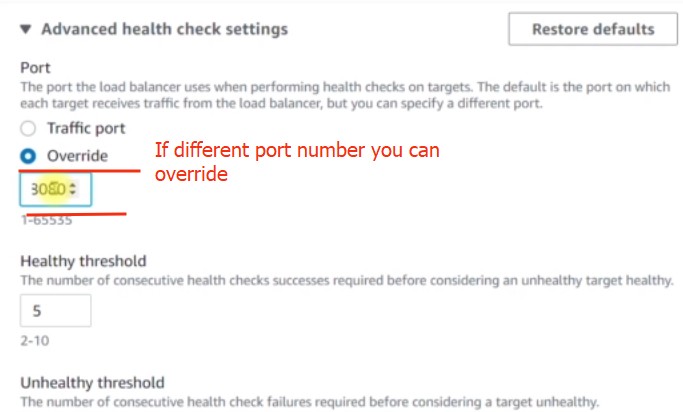 ▼ Advanced health check settings
Restore defaults
Port
The port the load balancer uses when performing health checks on targets. The default is the port on which
each target receives traffic from the load balancer, but you can specify a different port.
Traffic port
Override
If different port number you can
override
1-65535
Healthy threshold
The number of consecutive health checks successes required before considering an unhealthy target healthy.
5
2-10
Unhealthy threshold
The number of consecutive health check failures required before considering a target unhealthy.